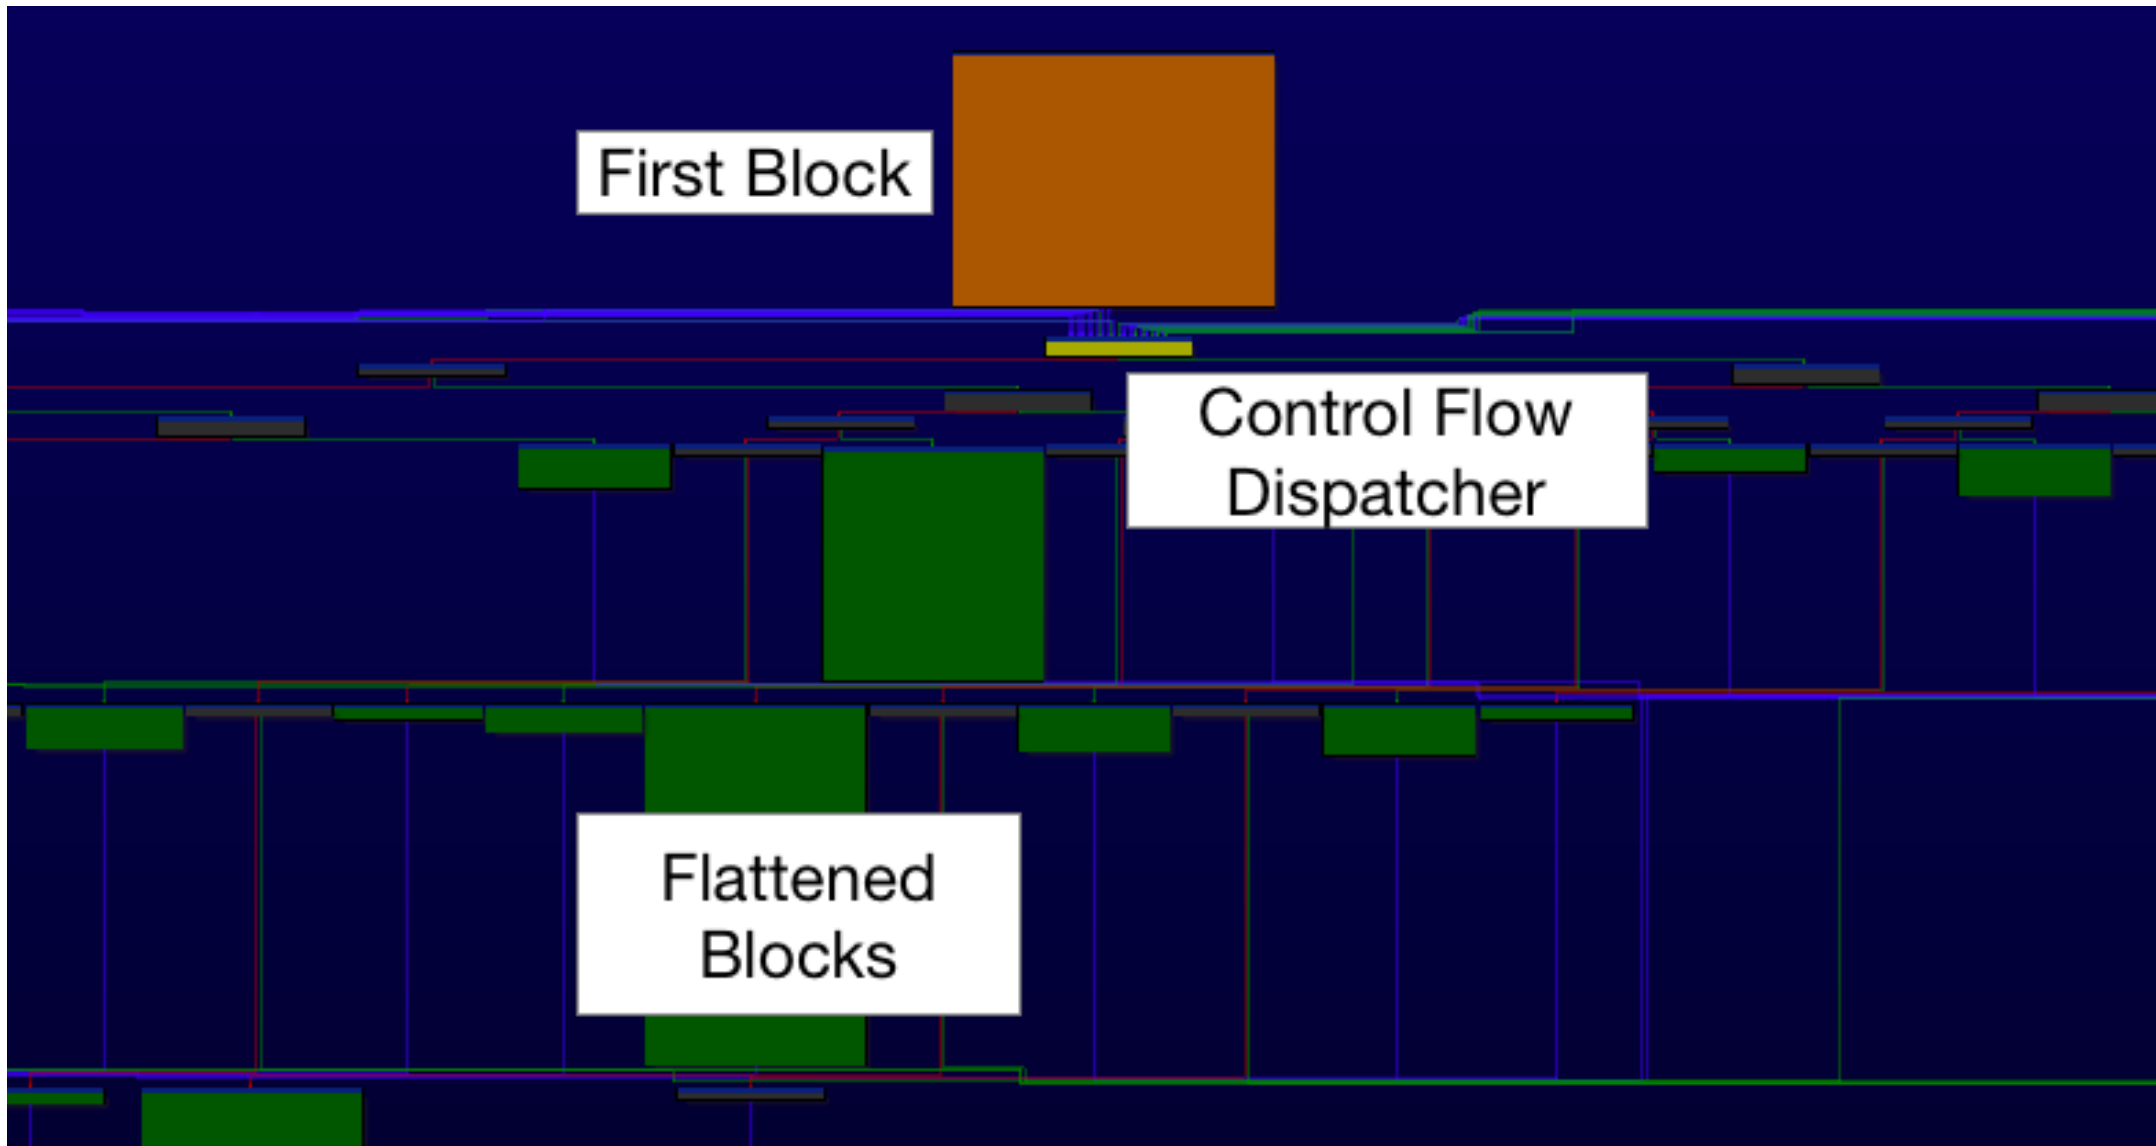 First Block
Control Flow
Dispatcher
Flattened
Blocks